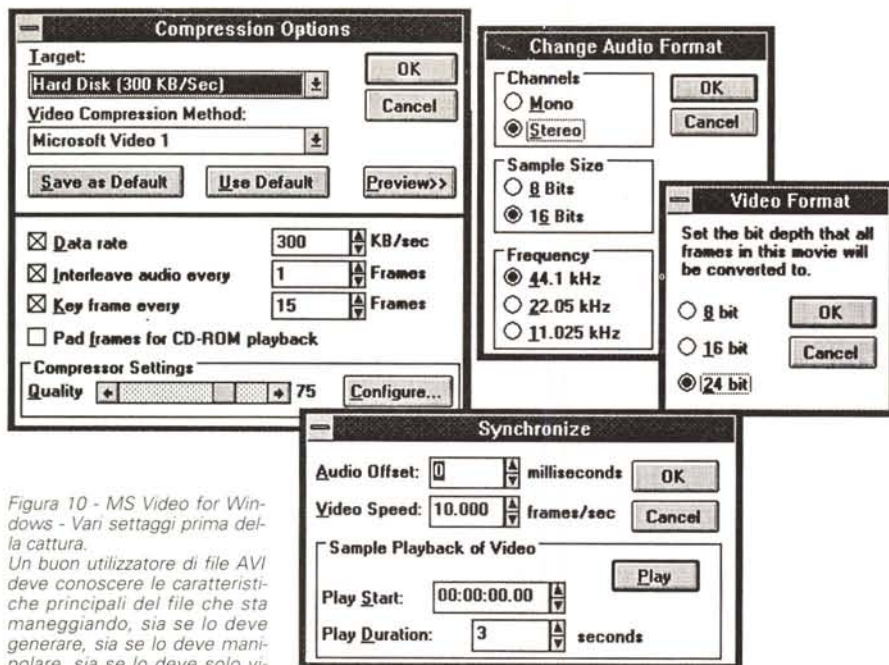 Compression Options
Target:
Hard Disk (300 KB/Sec)
Video Compression Method:
Microsoft Video 1
OK
Cancel
Save as Default
Use Default
Preview>>
Data rate 300 KB/sec
Interleave audio every 1 Frames
Key frame every 15 Frames
Pad frames for CD-ROM playback
Compressor Settings
Quality 75 Configure...
Change Audio Format
Channels
Mono
Stereo
OK
Cancel
Sample Size
8 Bits
16 Bits
Frequency
44.1 kHz
22.05 kHz
11.025 kHz
Video Format
Set the bit depth that all
frames in this movie will
be converted to.
8 bit
16 bit
24 bit
OK
Cancel
Synchronize
Audio Offset: 0 milliseconds
Video Speed: 10.000 frames/sec
OK
Cancel
Sample Playback of Video
Play
Play Start: 00:00:00.00
Play Duration: 3 seconds
Figura 10 - MS Video for Win-
dows - Vari settaggi prima del-
la cattura.
Un buon utilizzatore di file AVI
deve conoscere le caratteristi-
che principali del file che sta
maneggiando, sia se lo deve
generare, sia se lo deve mani-
polare, sia se lo deve solo vi-